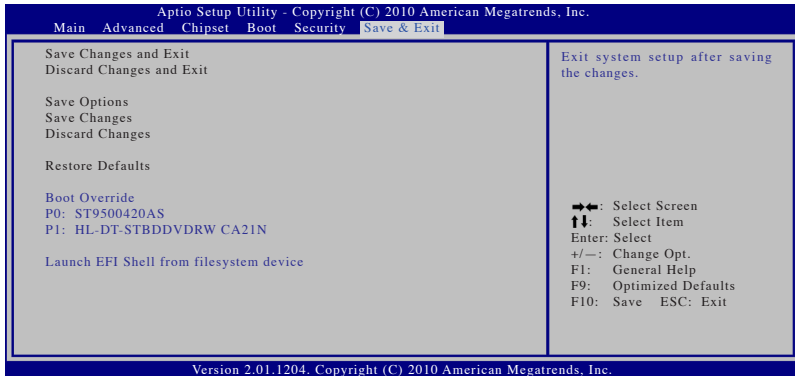 Aptio Setup Utility - Copyright (C) 2010 American Megatrends, Inc.
Main Advanced Chipset Boot Security Save & Exit
Save Changes and Exit
Discard Changes and Exit
Save Options
Save Changes
Discard Changes
Restore Defaults
Boot Override
P0: ST9500420AS
P1: HL-DT-STBDDVDRW CA21N
Launch EFI Shell from filesystem device
Exit system setup after saving
the changes.
➡⬅: Select Screen
⬆⬇: Select Item
Enter: Select
+/—: Change Opt.
F1: General Help
F9: Optimized Defaults
F10: Save ESC: Exit
Version 2.01.1204. Copyright (C) 2010 American Megatrends, Inc.